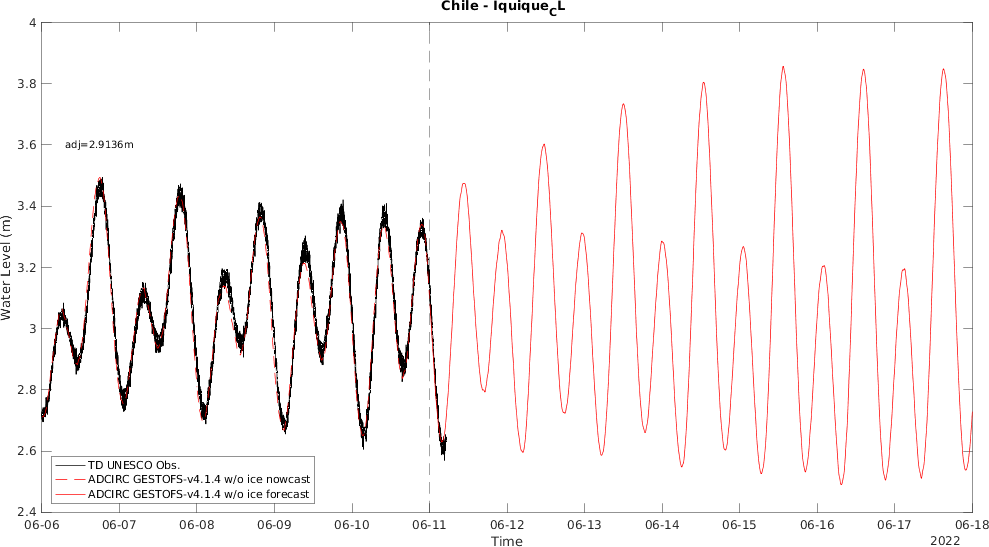 Chile - Iquique_CL
4
3.8
3.6
3.4
3.2
3
2.8
2.6
2.4
Water Level (m)
adj=2.9136m
TD UNESCO Obs.
ADCIRC GESTOFS-v4.1.4 w/o ice nowcast
ADCIRC GESTOFS-v4.1.4 w/o ice forecast
06-06 06-07 06-08 06-09 06-10 06-11 06-12 06-13 06-14 06-15 06-16 06-17 06-18
Time
2022